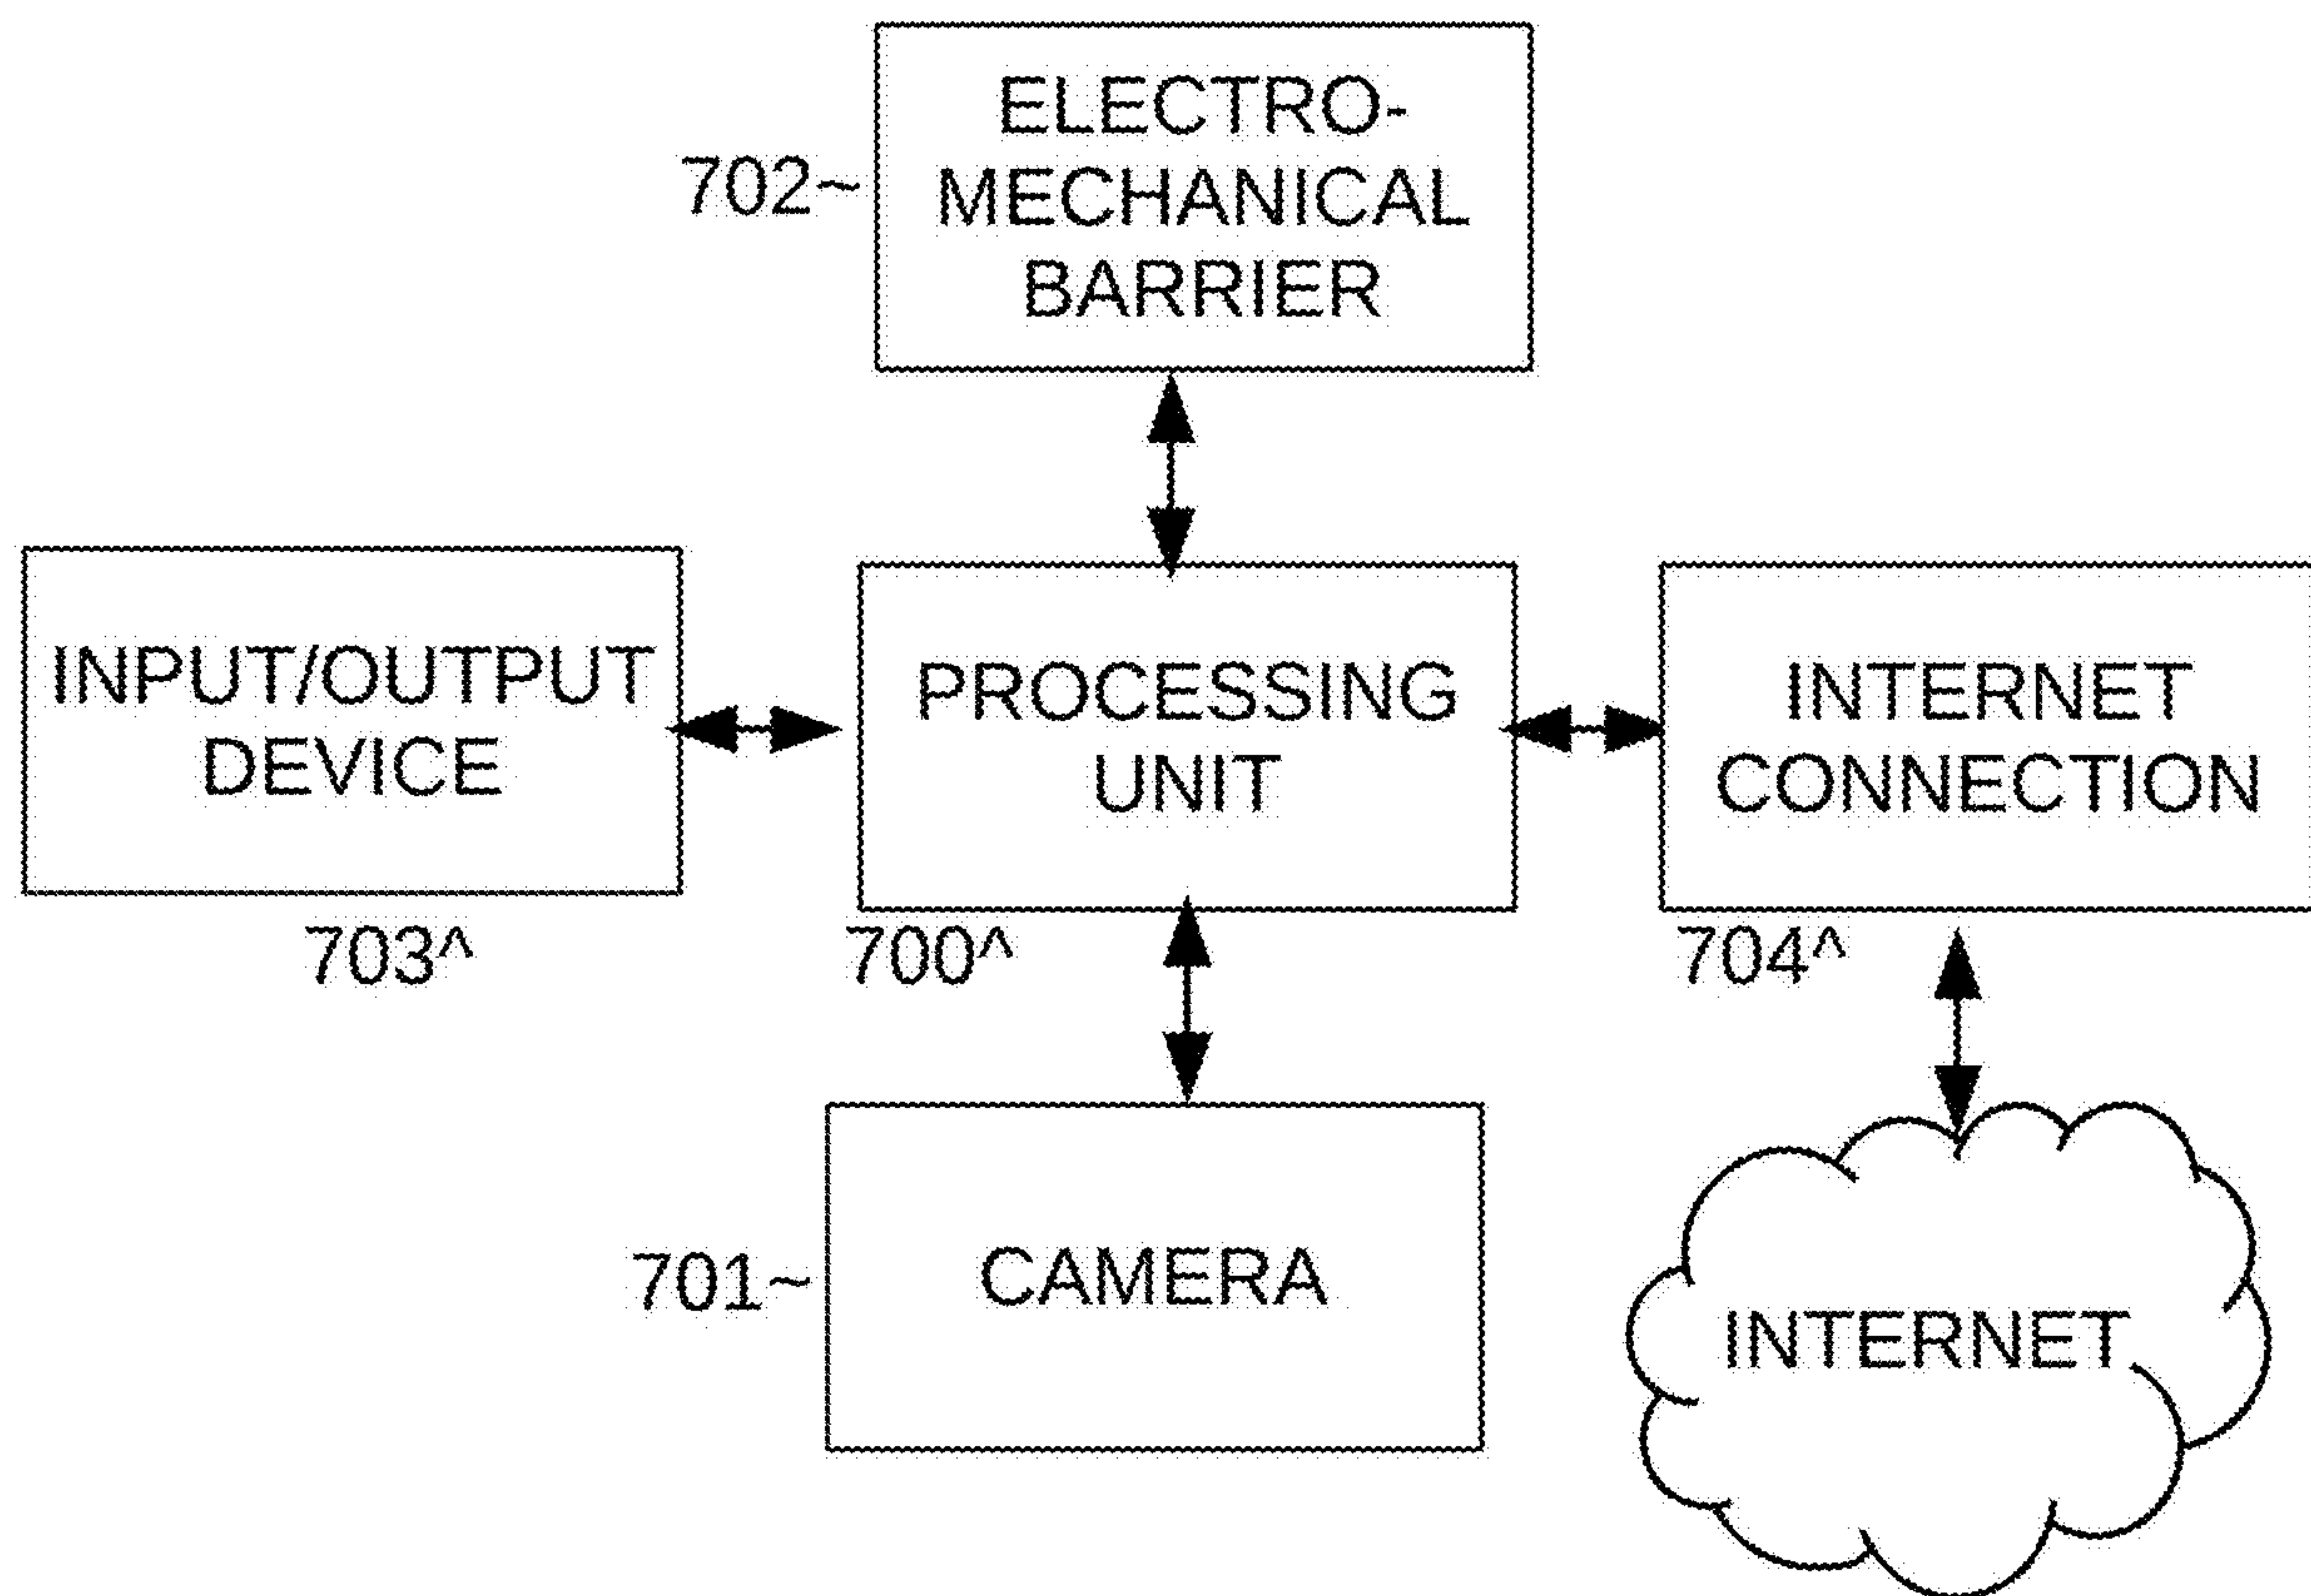 ELECTRO-
MECHANICAL
BARRIER
702~
INPUT/OUTPUT
DEVICE
703^
PROCESSING
UNIT
700^
INTERNET
CONNECTION
704^
CAMERA
701~
INTERNET